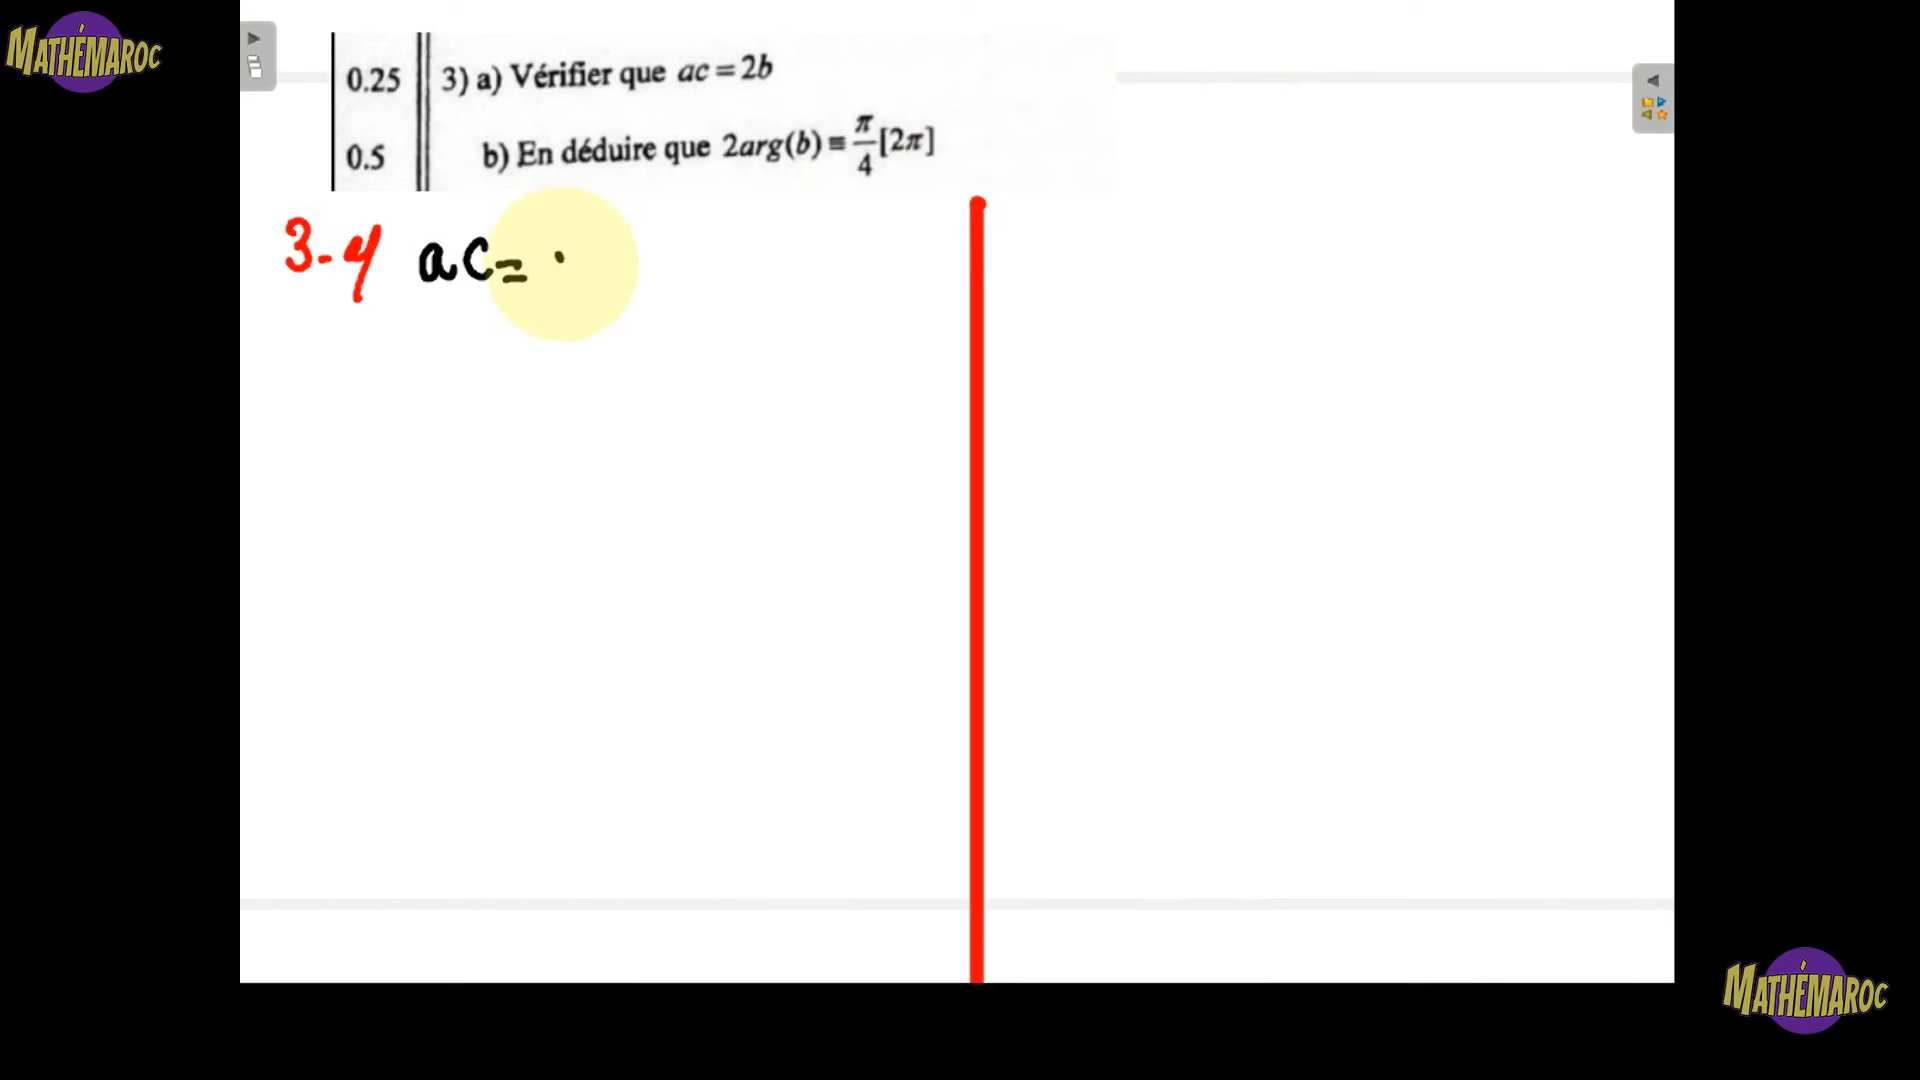 MATHÉMAROC
0.25 3) a) Vérifier que ac = 2b
0.5 b) En déduire que 2arg(b) ≡ π/4 [2π]
3-4 ac= .
MATHÉMAROC